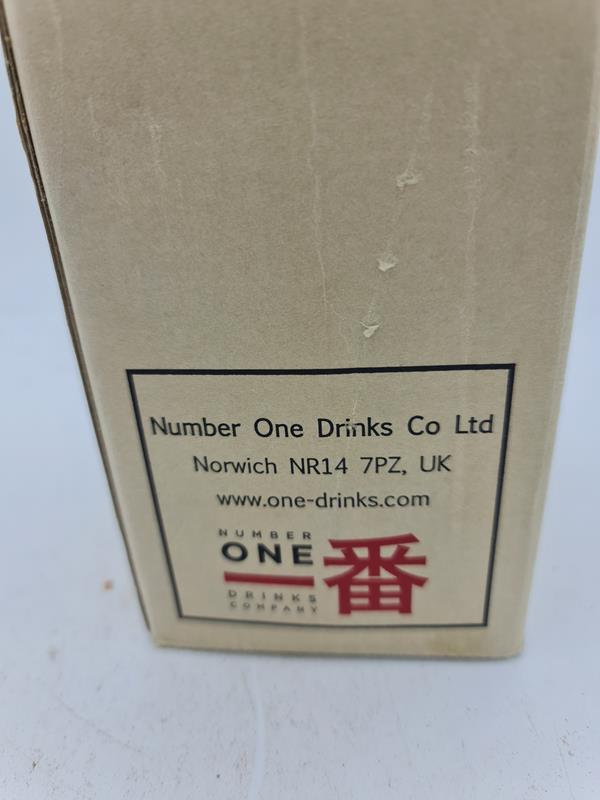 Number One Drinks Co Ltd
Norwich NR14 7PZ, UK
www.one-drinks.com
NUMBER
ONE
一番
DRINKS
COMPANY